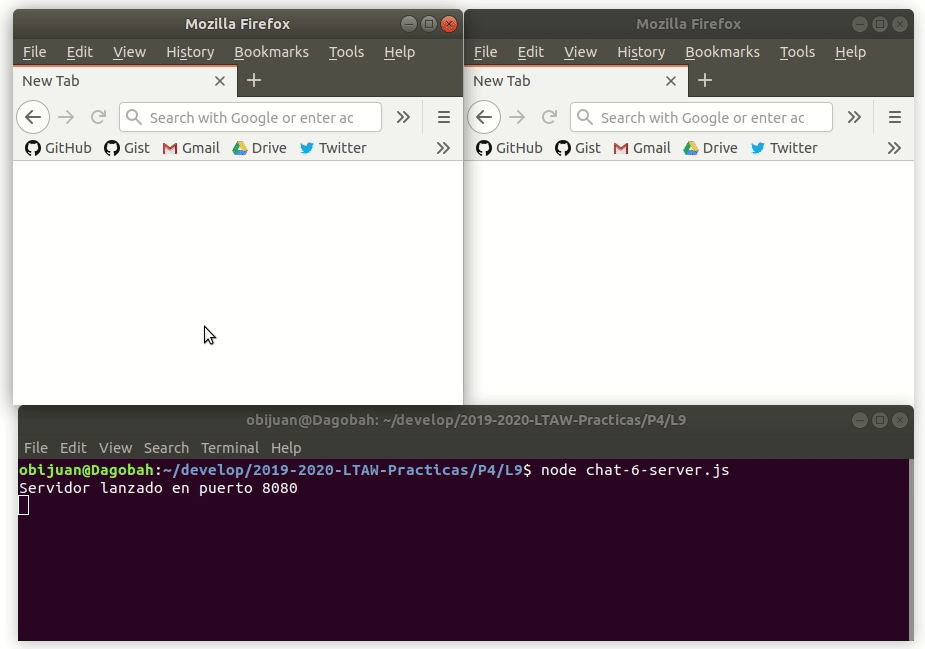 Mozilla Firefox
File Edit View History Bookmarks Tools Help
New Tab
Search with Google or enter ac
GitHub Gist Gmail Drive Twitter
Mozilla Firefox
File Edit View History Bookmarks Tools Help
New Tab
Search with Google or enter ac
GitHub Gist Gmail Drive Twitter
obijuan@Dagobah: ~/develop/2019-2020-LTAW-Practicas/P4/L9
File Edit View Search Terminal Help
obijuan@Dagobah:~/develop/2019-2020-LTAW-Practicas/P4/L9$ node chat-6-server.js
Servidor lanzado en puerto 8080